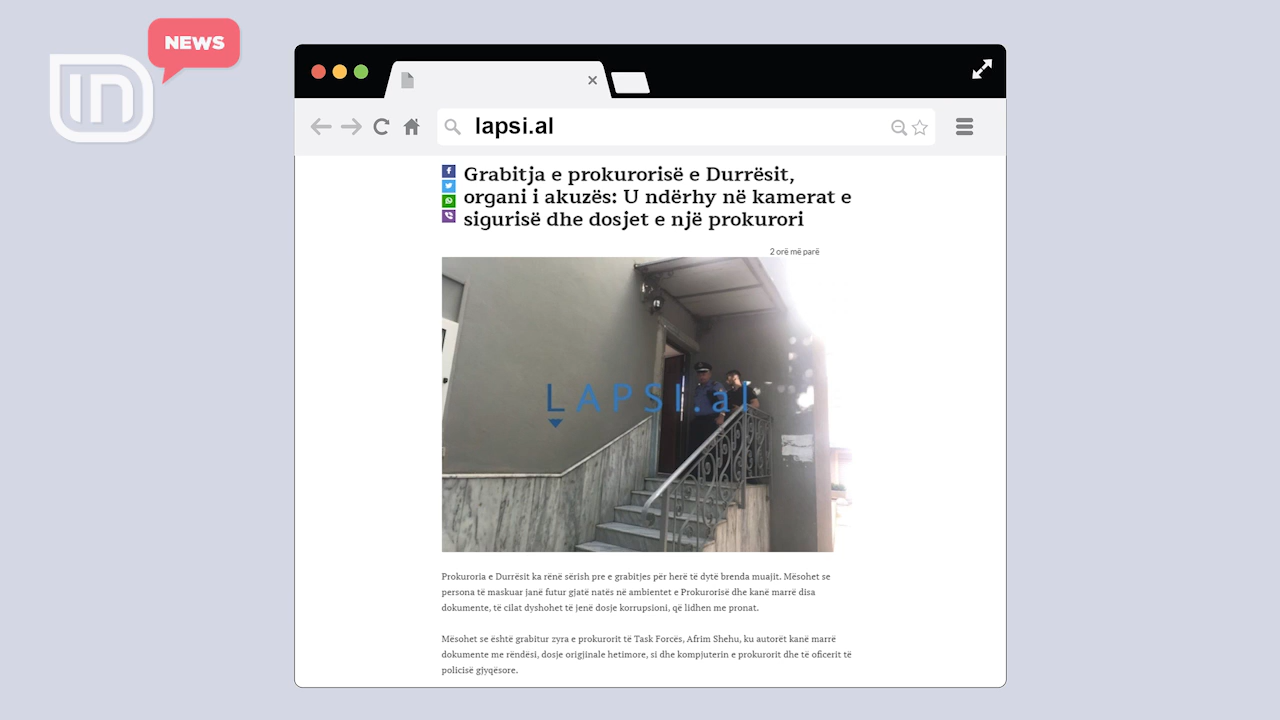 NEWS
IN
lapsi.al
Grabitja e prokurorisë e Durrësit,
organi i akuzës: U ndërhy në kamerat e
sigurisë dhe dosjet e një prokurori
2 orë më parë
LAPSI.al
Prokuroria e Durrësit ka rënë sërish pre e grabitjes për herë të dytë brenda muajit. Mësohet se
persona të maskuar janë futur gjatë natës në ambientet e Prokurorisë dhe kanë marrë disa
dokumente, të cilat dyshohet të jenë dosje korrupsioni, që lidhen me pronat.
Mësohet se është grabitur zyra e prokurorit të Task Forcës, Afrim Shehu, ku autorët kanë marrë
dokumente me rëndësi, dosje origjinale hetimore, si dhe kompjuterin e prokurorit dhe të oficerit të
policisë gjyqësore.